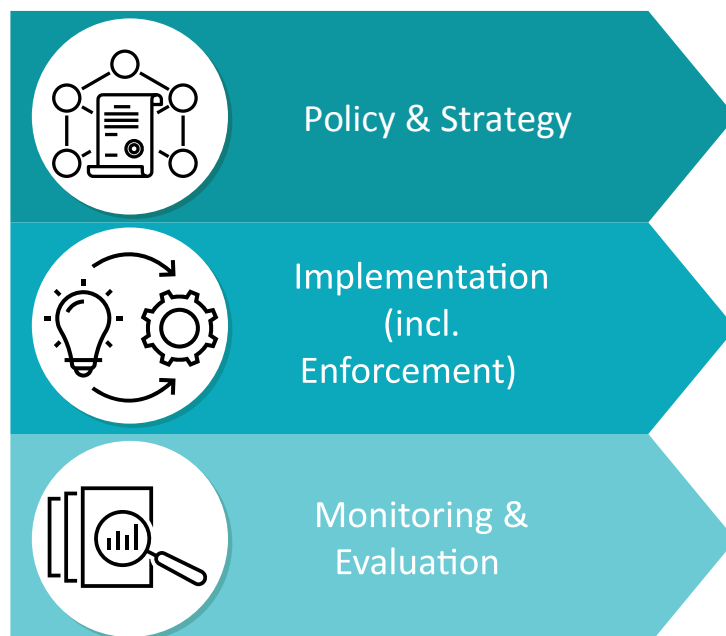 Policy & Strategy
Implementation
(incl.
Enforcement)
Monitoring &
Evaluation